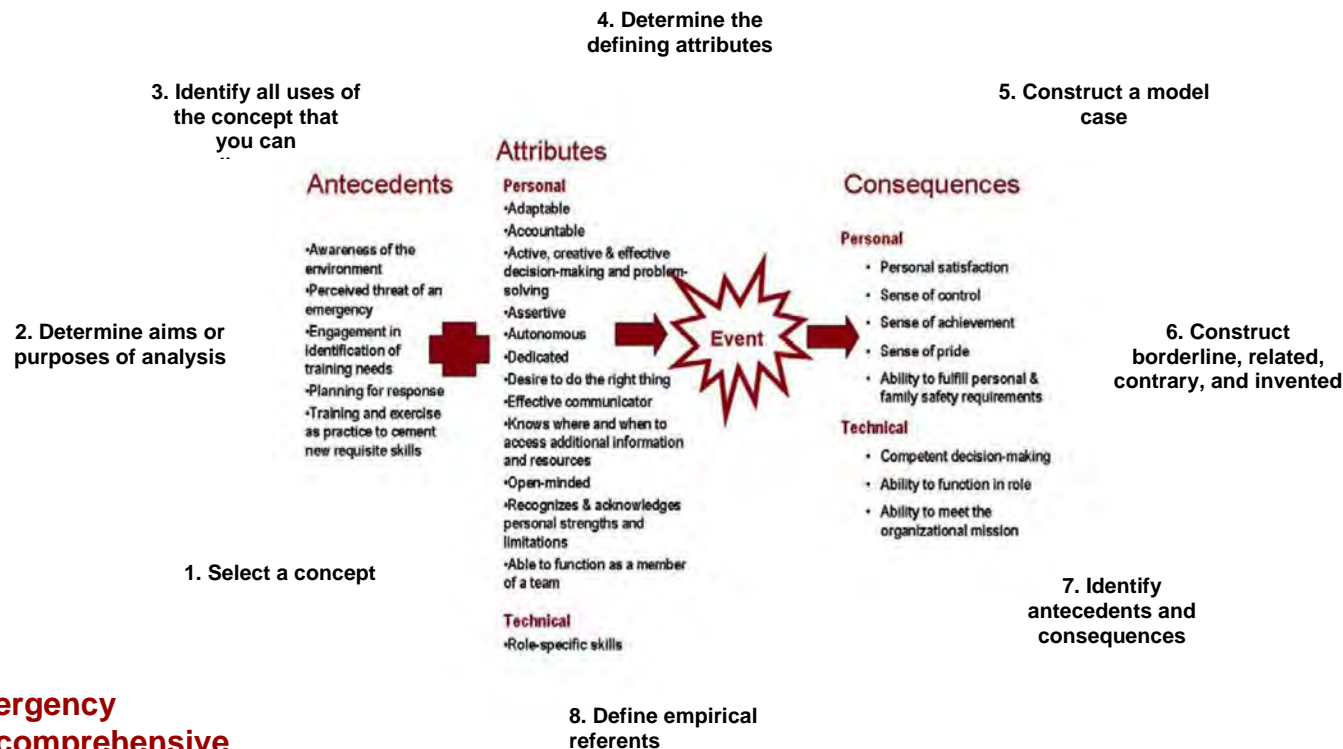 4. Determine the
defining attributes
3. Identify all uses of
the concept that
you can
5. Construct a model
case
Attributes
Antecedents
Consequences
•Awareness of the
environment
•Perceived threat of an
emergency
•Engagement in
identification of
training needs
•Planning for response
•Training and exercise
as practice to cement
new requisite skills
Personal
•Adaptable
•Accountable
•Active, creative & effective
decision-making and problem-
solving
•Assertive
•Autonomous
•Dedicated
•Desire to do the right thing
•Effective communicator
•Knows where and when to
access additional information
and resources
•Open-minded
•Recognizes & acknowledges
personal strengths and
limitations
•Able to function as a member
of a team
Technical
•Role-specific skills
Event
Personal
• Personal satisfaction
• Sense of control
• Sense of achievement
• Sense of pride
• Ability to fulfill personal &
family safety requirements
Technical
• Competent decision-making
• Ability to function in role
• Ability to meet the
organizational mission
2. Determine aims or
purposes of analysis
6. Construct
borderline, related,
contrary, and invented
1. Select a concept
7. Identify
antecedents and
consequences
8. Define empirical
referents
ergency
comprehensive